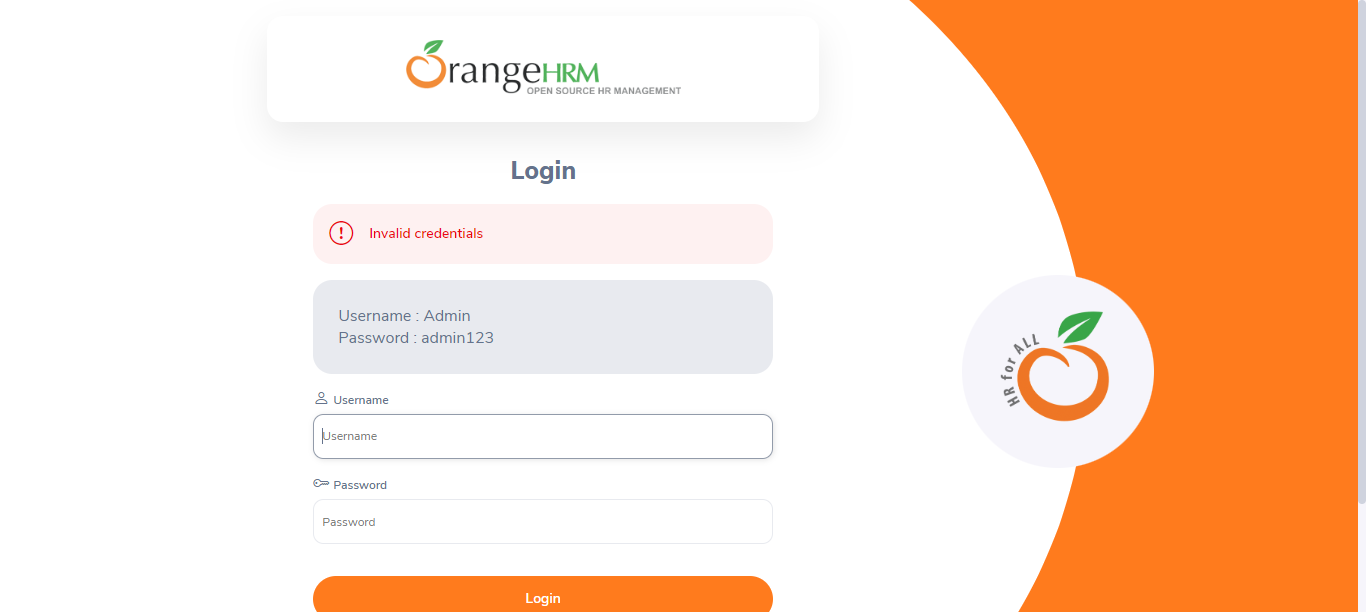 OrangeHRM
OPEN SOURCE HR MANAGEMENT
Login
! Invalid credentials
Username : Admin
Password : admin123
Username
Username
Password
Password
Login
HR for ALL